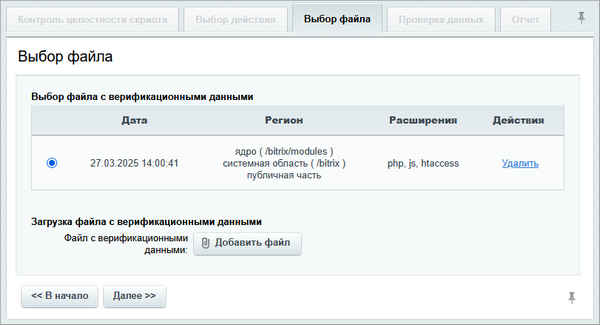 Контроль целостности скрипта Выбор действия Выбор файла Проверка данных Отчет
Выбор файла
Выбор файла с верификационными данными
Дата Регион Расширения Действия
ядро ( /bitrix/modules )
27.03.2025 14:00:41 системная область ( /bitrix ) php, js, htaccess Удалить
публичная часть
Загрузка файла с верификационными данными
Файл с верификационными
данными: Добавить файл
<< В начало Далее >>